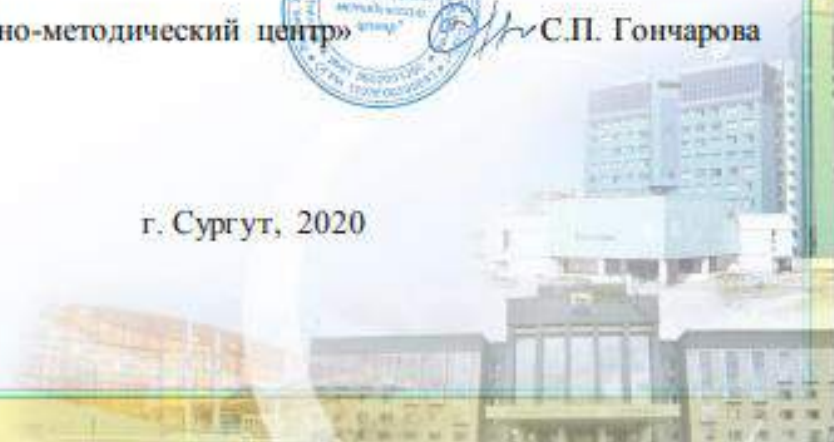 но-методический центр» С.П. Гончарова
г. Сургут, 2020